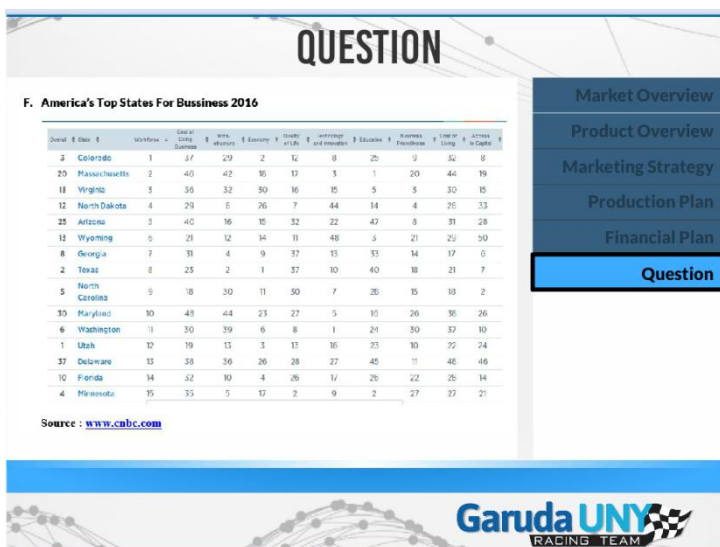 QUESTION
F. America's Top States For Bussiness 2016
Overall State Workforce Cost of Doing Business Infra-structure Economy Quality of Life Technology and Innovation Education Business Friendliness Cost of Living Access to Capital
3 Colorado 1 37 29 2 12 8 25 9 32 8
20 Massachusetts 2 46 42 18 17 3 1 20 44 19
13 Virginia 3 36 32 30 16 15 5 3 30 15
12 North Dakota 4 29 6 26 7 44 14 4 26 33
25 Arizona 5 40 16 15 32 22 47 8 31 28
13 Wyoming 6 21 12 14 11 48 3 21 29 50
8 Georgia 7 31 4 9 37 13 33 14 17 6
2 Texas 8 23 2 1 37 10 40 18 21 7
5 North Carolina 9 18 30 11 30 7 28 15 18 2
30 Maryland 10 48 44 23 27 5 16 26 38 26
6 Washington 11 30 39 6 8 1 24 30 37 10
1 Utah 12 19 13 3 13 16 23 10 22 24
37 Delaware 13 38 36 26 28 27 45 11 46 46
10 Florida 14 32 10 4 26 17 26 22 28 14
4 Minnesota 15 35 5 17 2 9 2 27 27 21
Source : www.cnbc.com
Market Overview
Product Overview
Marketing Strategy
Production Plan
Financial Plan
Question
Garuda UNY
RACING TEAM